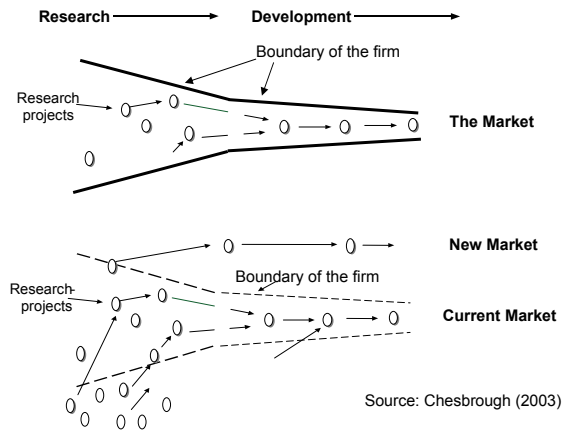 Research
Development
Boundary of the firm
Research
projects
The Market
New Market
Boundary of the firm
Research-
projects
Current Market
Source: Chesbrough (2003)